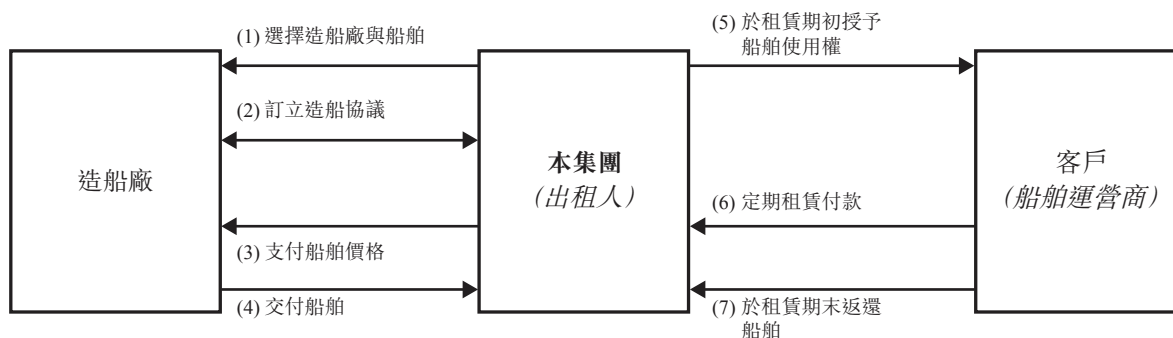 (1) 選擇造船廠與船舶
(2) 訂立造船協議
造船廠
(3) 支付船舶價格
(4) 交付船舶
本集團
(出租人)
(5) 於租賃期初授予
船舶使用權
(6) 定期租賃付款
(7) 於租賃期末返還
船舶
客戶
(船舶運營商)